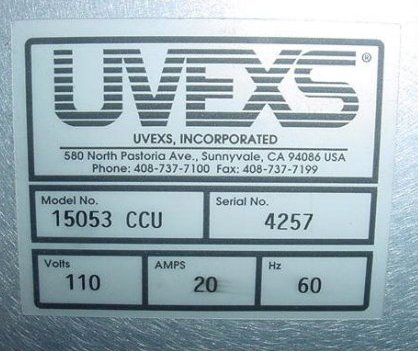 UVEXS®
UVEXS, INCORPORATED
580 North Pastoria Ave., Sunnyvale, CA 94086 USA
Phone: 408-737-7100 Fax: 408-737-7199
Model No. Serial No.
15053 CCU 4257
Volts AMPS Hz
110 20 60